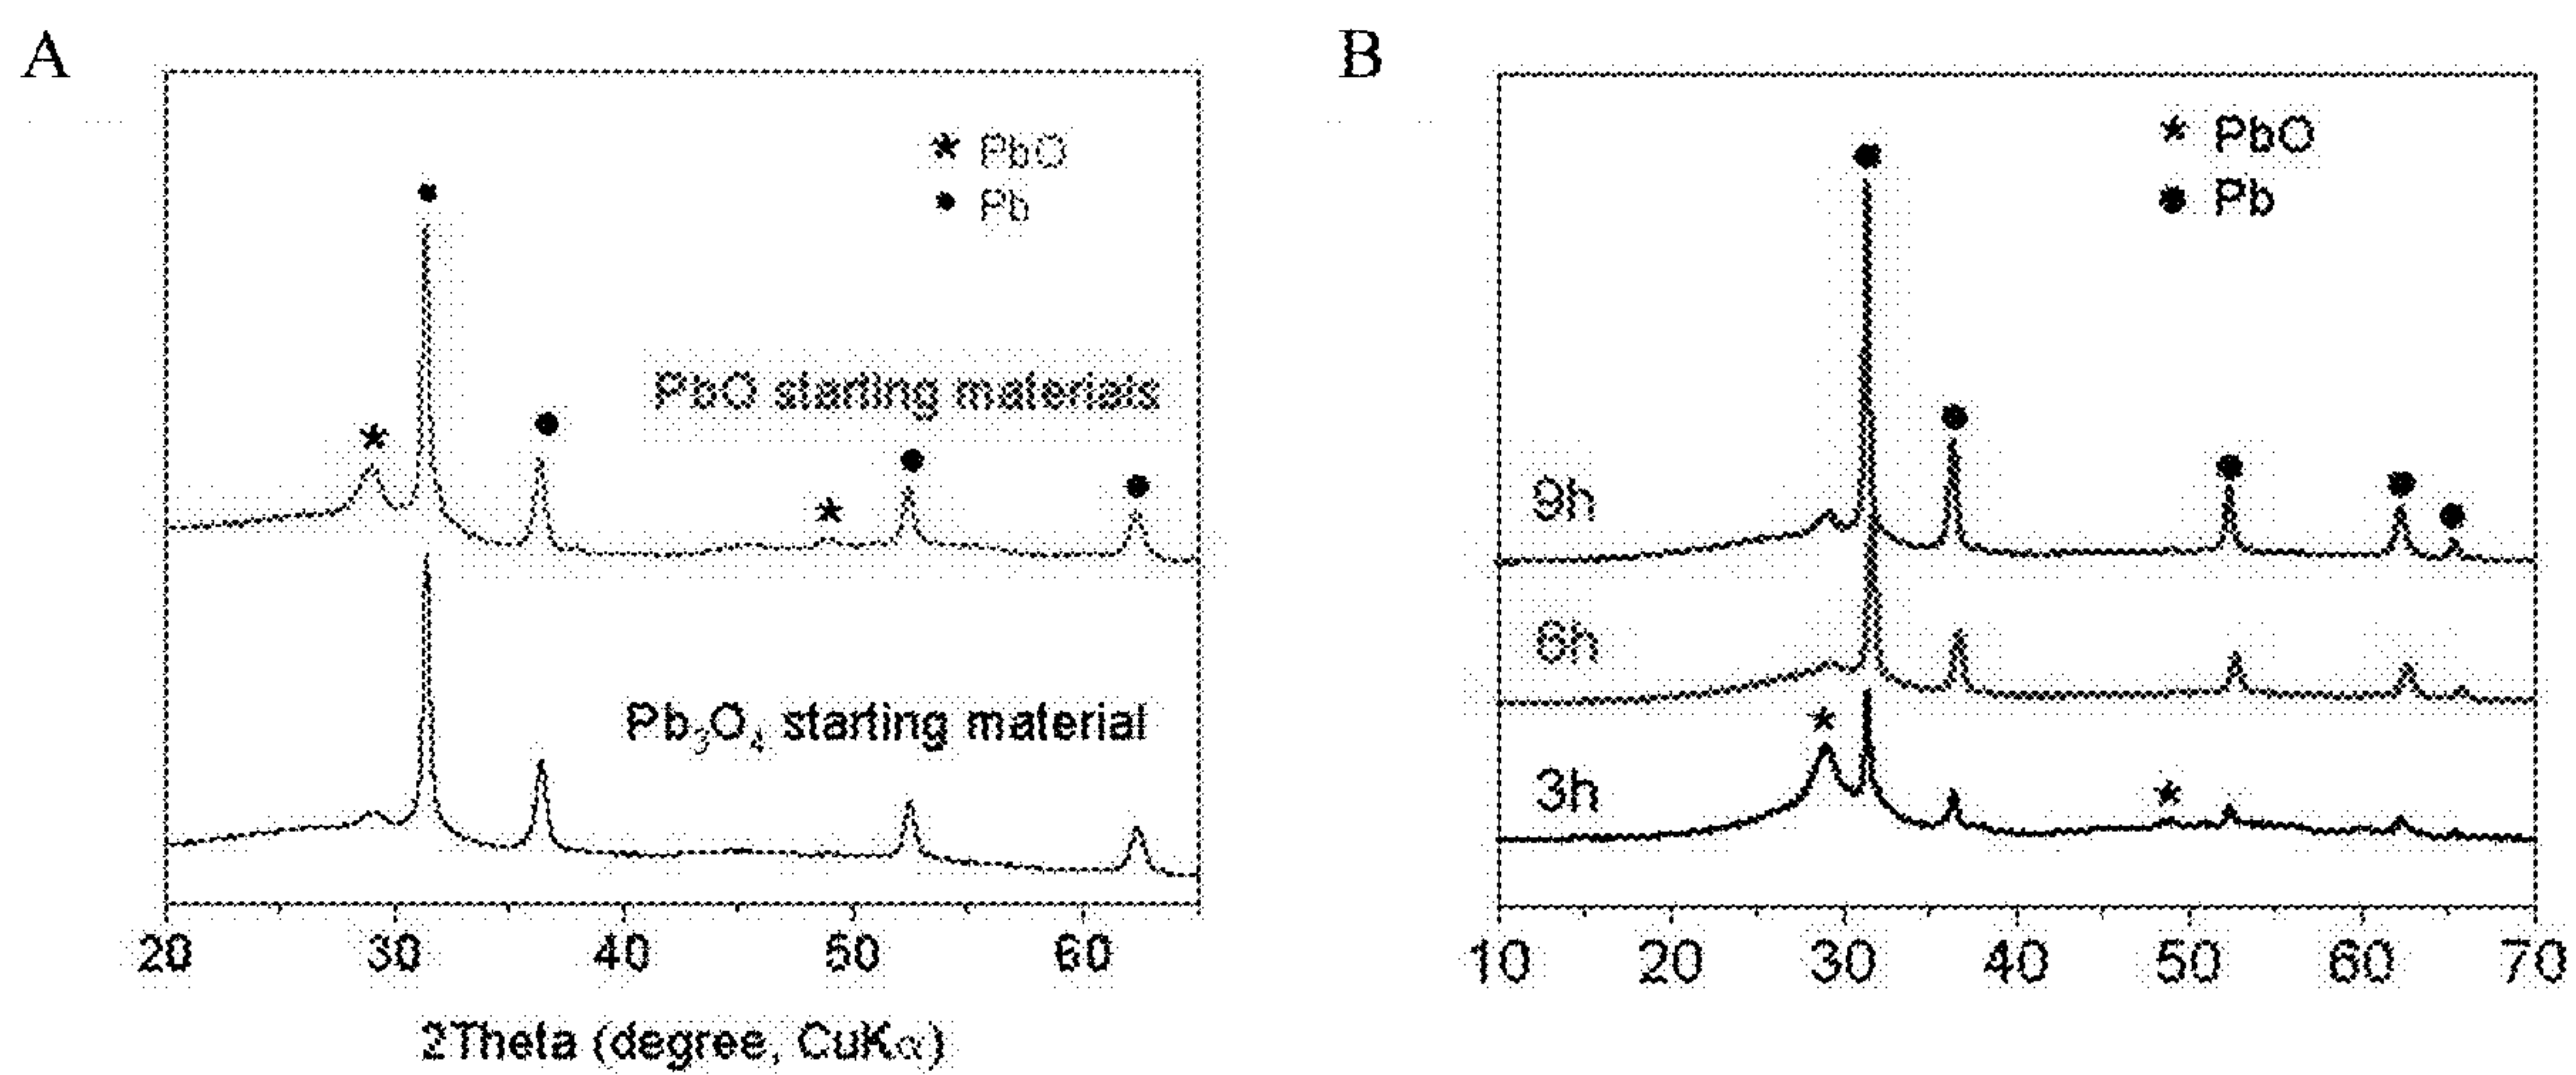 A
* PbO
• Pb
PbO starting materials
Pb₃O₄ starting material
20 30 40 50 60
2Theta (degree, CuKα)
B
* PbO
• Pb
9h
6h
3h
10 20 30 40 50 60 70